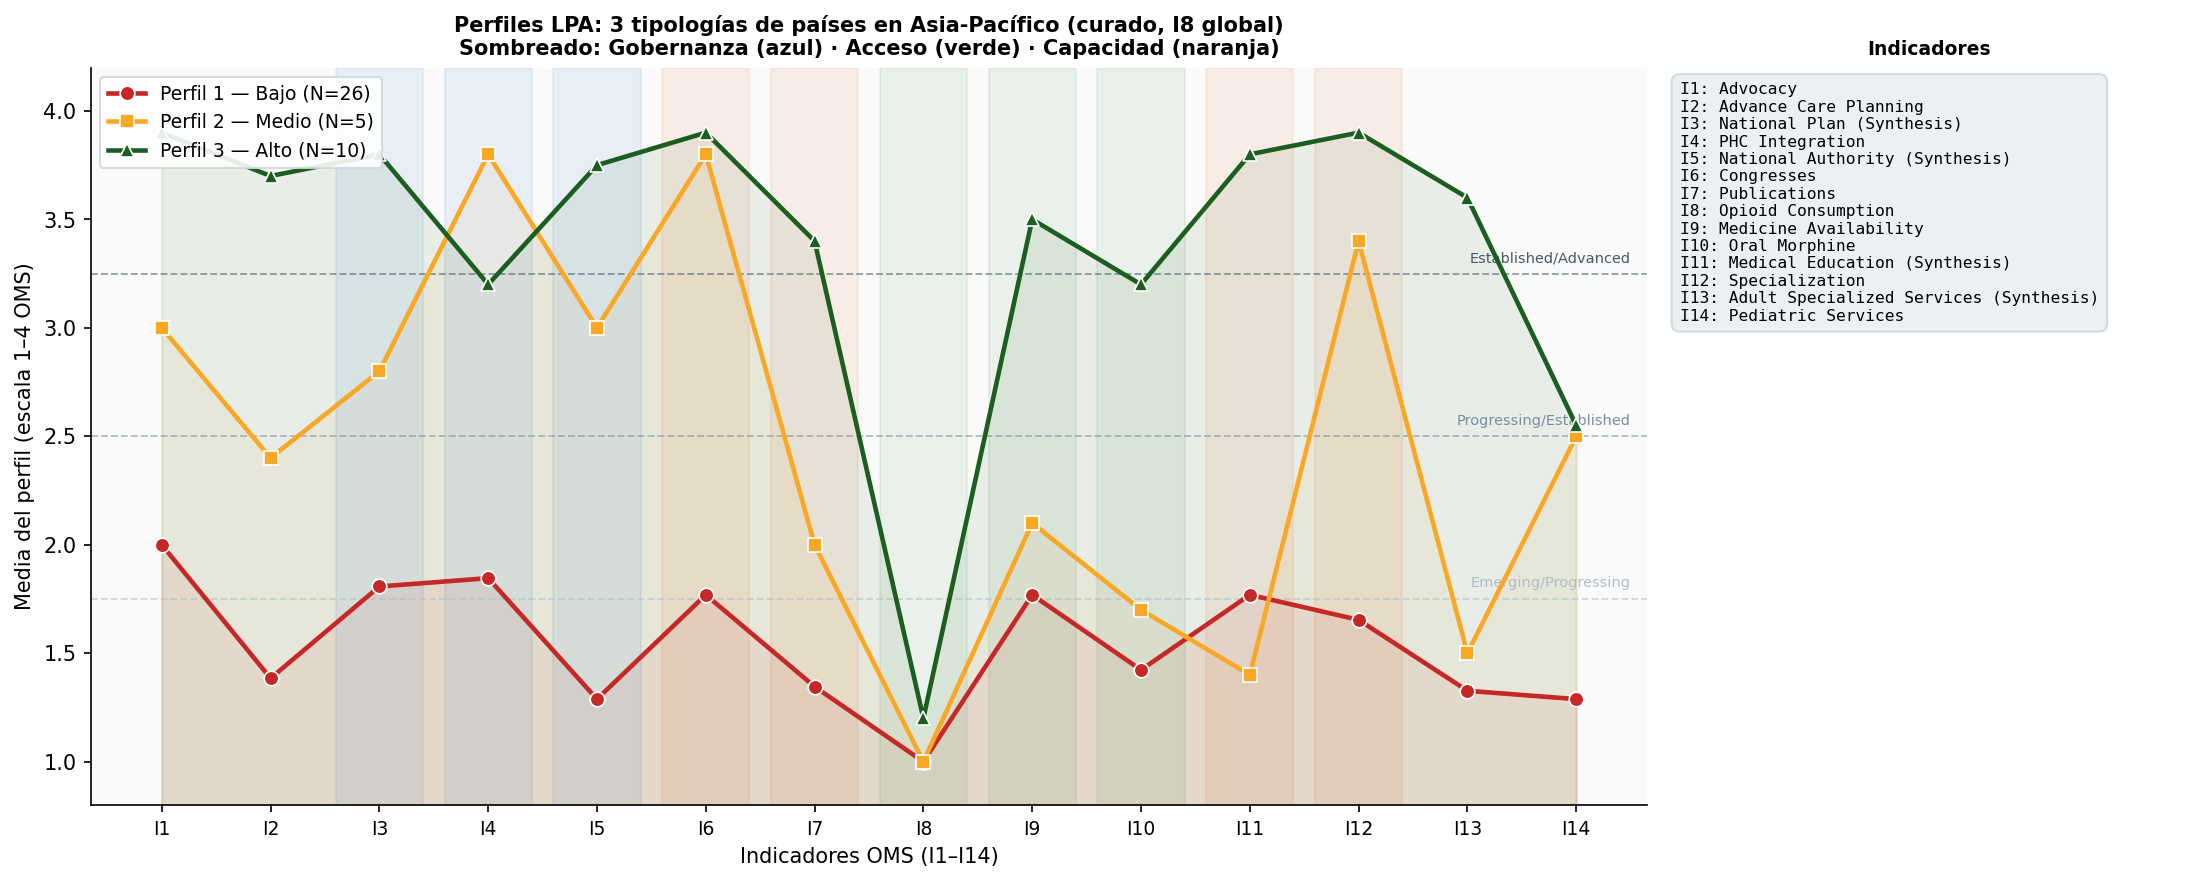 Perfiles LPA: 3 tipologías de países en Asia-Pacífico (curado, I8 global)
Sombreado: Gobernanza (azul) · Acceso (verde) · Capacidad (naranja)
Perfil 1 — Bajo (N=26)
Perfil 2 — Medio (N=5)
Perfil 3 — Alto (N=10)
Media del perfil (escala 1–4 OMS)
4.0
3.5
3.0
2.5
2.0
1.5
1.0
Established/Advanced
Progressing/Established
Emerging/Progressing
I1 I2 I3 I4 I5 I6 I7 I8 I9 I10 I11 I12 I13 I14
Indicadores OMS (I1–I14)
Indicadores
I1: Advocacy
I2: Advance Care Planning
I3: National Plan (Synthesis)
I4: PHC Integration
I5: National Authority (Synthesis)
I6: Congresses
I7: Publications
I8: Opioid Consumption
I9: Medicine Availability
I10: Oral Morphine
I11: Medical Education (Synthesis)
I12: Specialization
I13: Adult Specialized Services (Synthesis)
I14: Pediatric Services